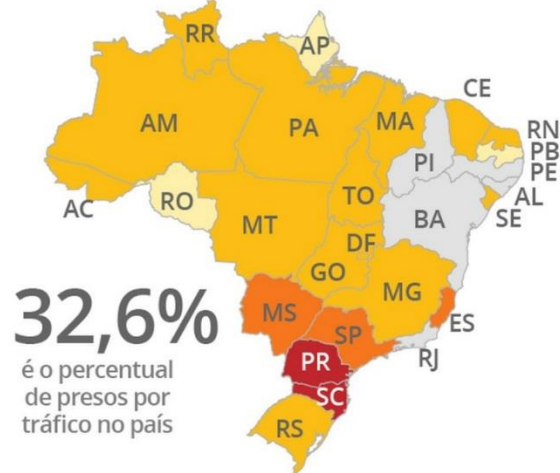 RR
AP
CE
AM
PA
MA
RN
PB
PE
PI
AL
SE
AC
RO
TO
BA
MT
DF
GO
MG
MS
ES
SP
RJ
PR
SC
RS
32,6%
é o percentual
de presos por
tráfico no país